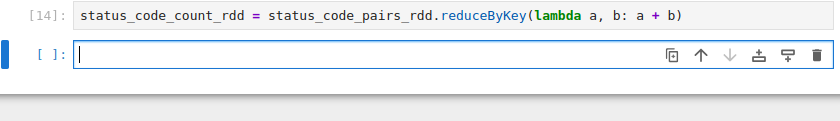 [14]: status_code_count_rdd = status_code_pairs_rdd.reduceByKey(lambda a, b: a + b)
[ ]: